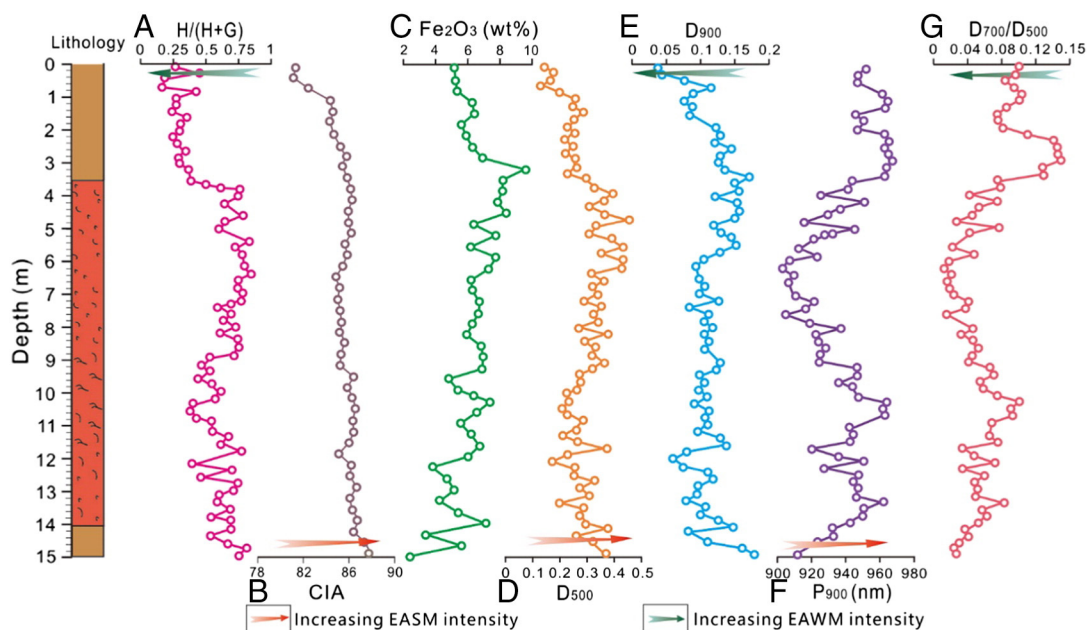 A C E G
H/(H+G) Fe₂O₃ (wt%) D₉₀₀ D₇₀₀/D₅₀₀
Lithology 0 0.25 0.5 0.75 1 2 4 6 8 10 0 0.05 0.1 0.15 0.2 0 0.04 0.08 0.12 0.15
Depth (m)
0
1
2
3
4
5
6
7
8
9
10
11
12
13
14
15
78 82 86 90 0 0.1 0.2 0.3 0.4 0.5 900 920 940 960 980
B CIA D D₅₀₀ F P₉₀₀ (nm)
Increasing EASM intensity Increasing EAWM intensity